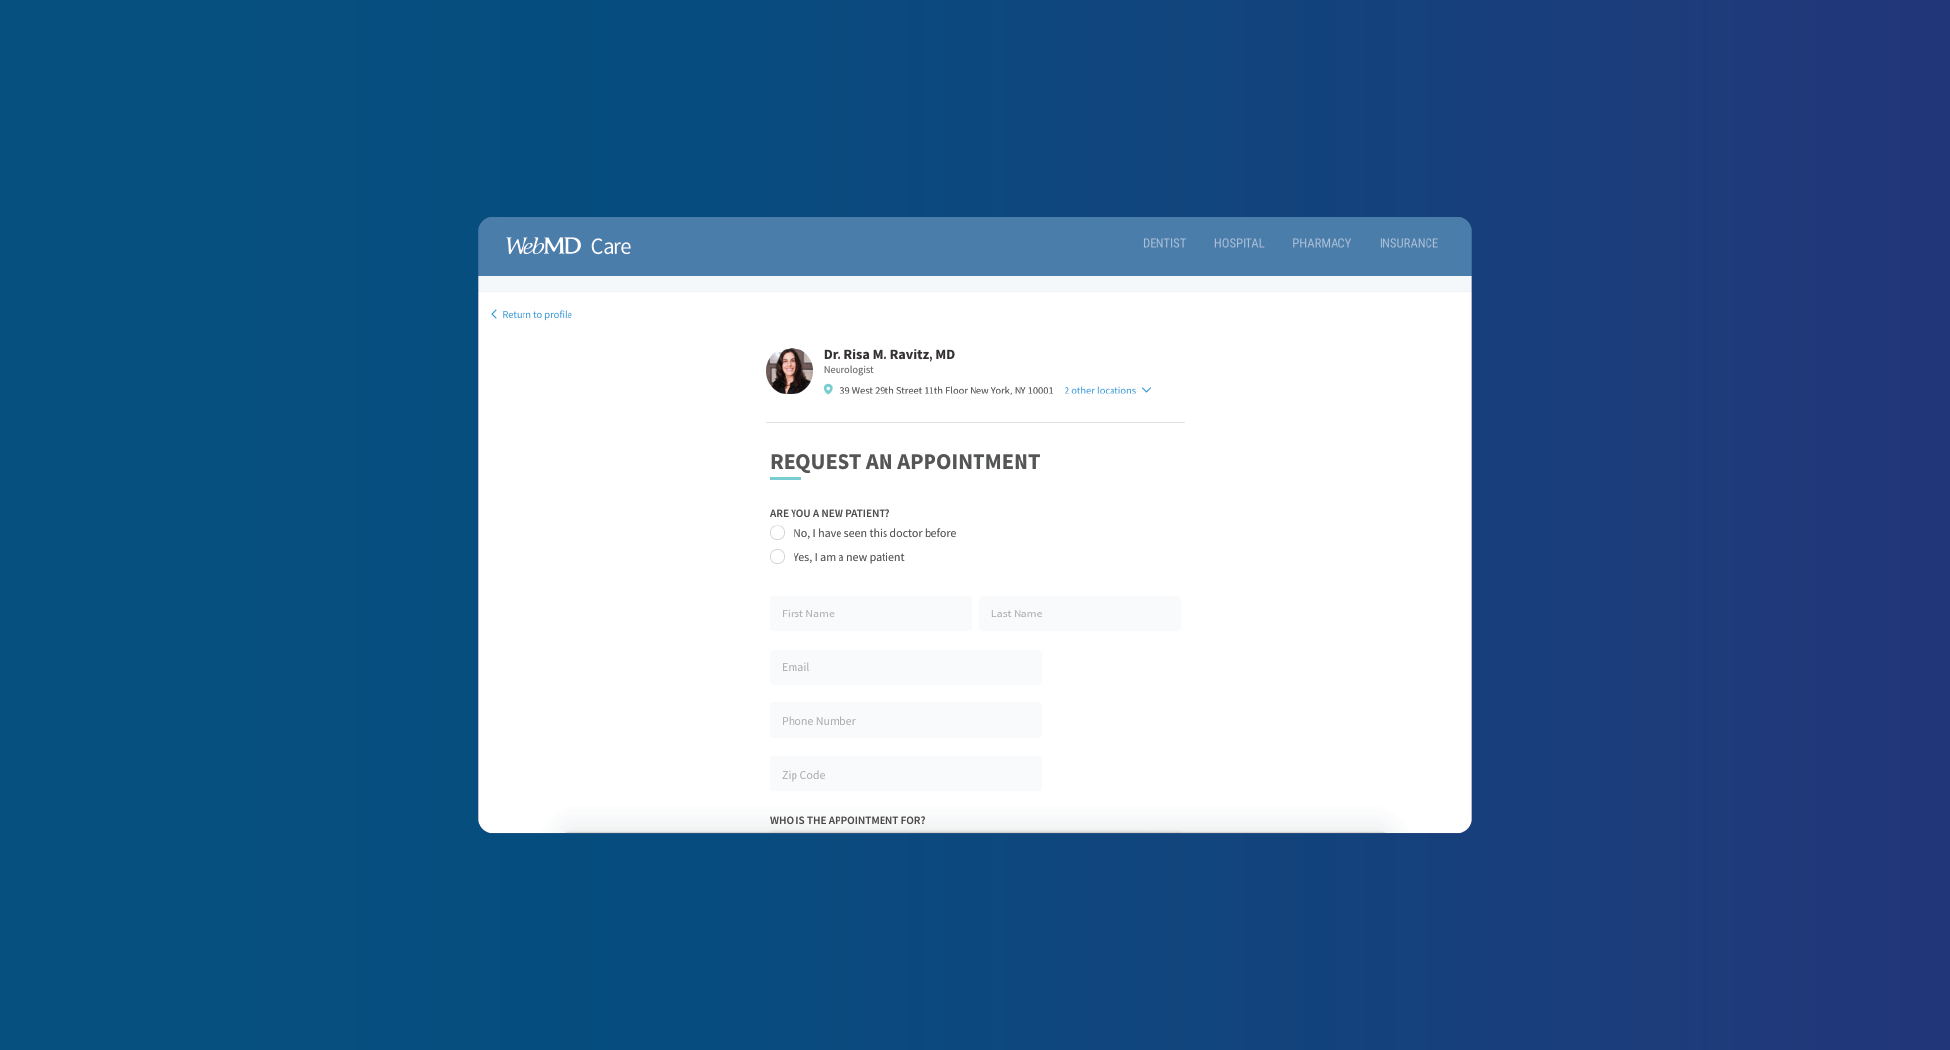 WebMD Care
DENTIST HOSPITAL PHARMACY INSURANCE
Return to profile
Dr. Risa M. Ravitz, MD
Neurologist
39 West 29th Street 11th Floor New York, NY 10001 2 other locations
REQUEST AN APPOINTMENT
ARE YOU A NEW PATIENT?
No, I have seen this doctor before
Yes, I am a new patient
First Name Last Name
Email
Phone Number
Zip Code
WHO IS THE APPOINTMENT FOR?